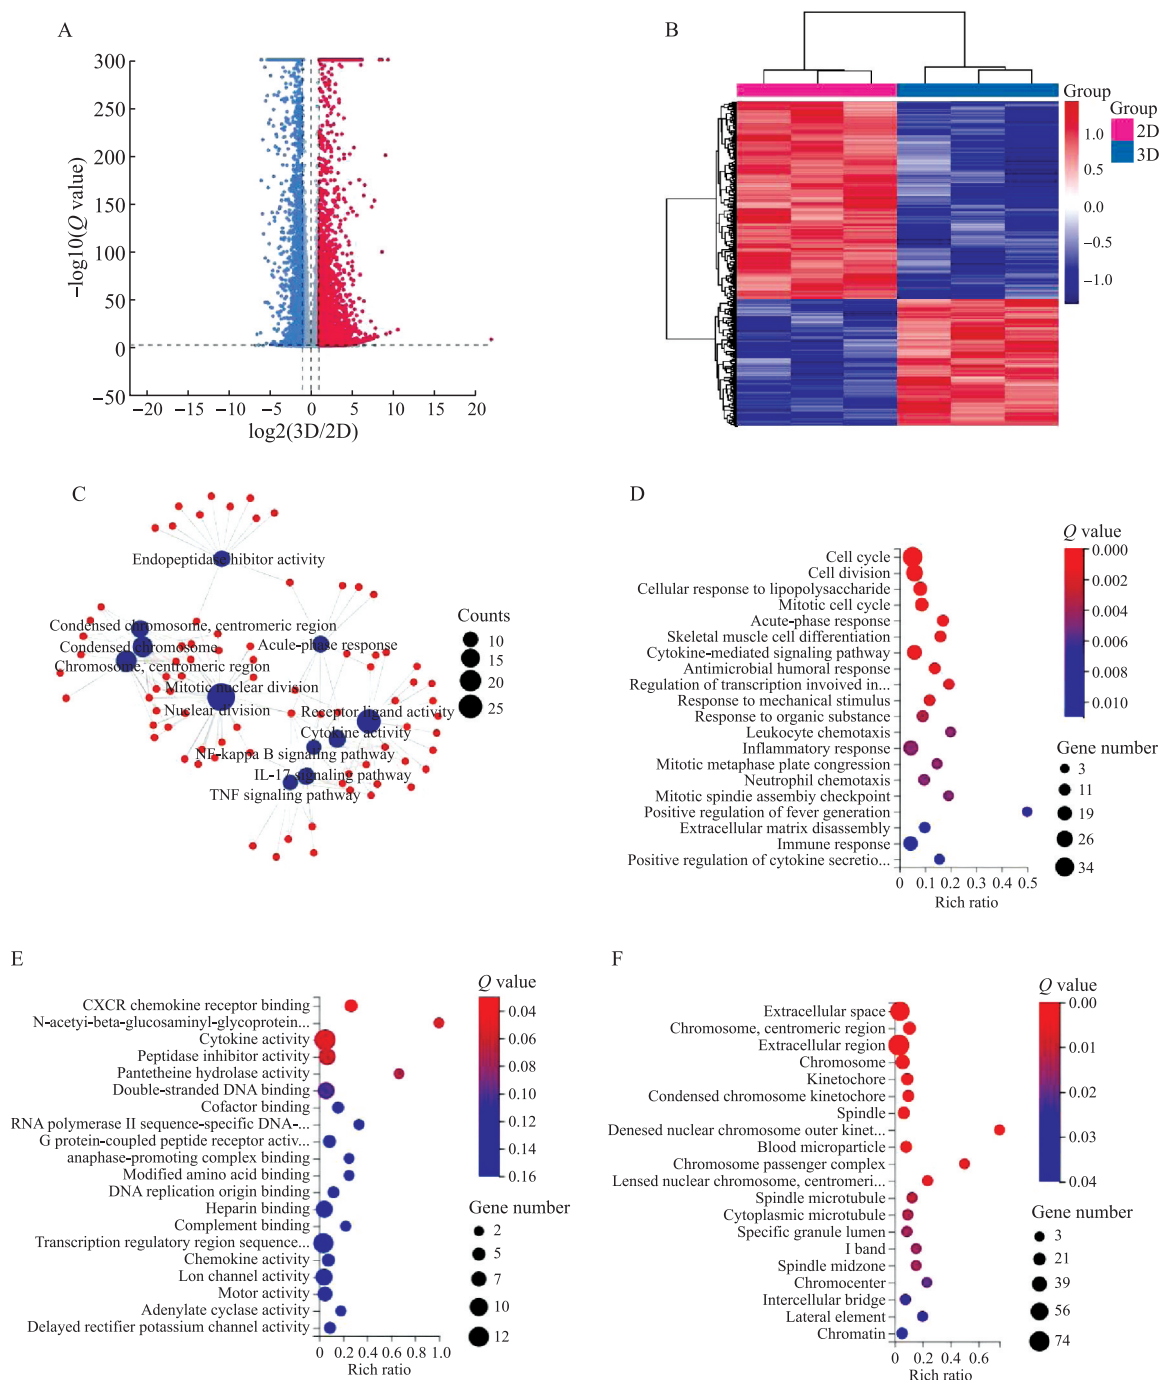 A
300
250
200
150
100
50
0
−50
−log10(Q value)
−20 −15 −10 −5 0 5 10 15 20
log2(3D/2D)
B
Group
1.0
0.5
0.0
−0.5
−1.0
Group
2D
3D
C
Endopeptidase hibitor activity
Condensed chromosome, centromeric region
Acule-phase response
Condensed chromosome
Chromosome, centromeric region
Mitotic nuclear division
Nuclear division
Receptor ligand activity
Cytokine activity
NF-kappa B signaling pathway
IL-17 signaling pathway
TNF signaling pathway
Counts
10
15
20
25
D
Cell cycle
Cell division
Cellular response to lipopolysaccharide
Mitotic cell cycle
Acute-phase response
Skeletal muscle cell differentiation
Cytokine-mediated signaling pathway
Antimicrobial humoral response
Regulation of transcription invoived in...
Response to mechanical stimulus
Response to organic substance
Leukocyte chemotaxis
Inflammatory response
Mitotic metaphase plate congression
Neutrophil chemotaxis
Mitotic spindie assembly checkpoint
Positive regulation of fever generation
Extracellular matrix disassembly
Immune response
Positive regulation of cytokine secretio...
0 0.1 0.2 0.3 0.4 0.5
Rich ratio
Q value
0.000
0.002
0.004
0.006
0.008
0.010
Gene number
3
11
19
26
34
E
CXCR chemokine receptor binding
N-acetyi-beta-glucosaminyl-glycoprotein...
Cytokine activity
Peptidase inhibitor activity
Pantetheine hydrolase activity
Double-stranded DNA binding
Cofactor binding
RNA polymerase II sequence-specific DNA-...
G protein-coupled peptide receptor activ...
anaphase-promoting complex binding
Modified amino acid binding
DNA replication origin binding
Heparin binding
Complement binding
Transcription regulatory region sequence...
Chemokine activity
Lon channel activity
Motor activity
Adenylate cyclase activity
Delayed rectifier potassium channel activity
0 0.2 0.4 0.6 0.8 1.0
Rich ratio
Q value
0.04
0.06
0.08
0.10
0.12
0.14
0.16
Gene number
2
5
7
10
12
F
Extracellular space
Chromosome, centromeric region
Extracellular region
Chromosome
Kinetochore
Condensed chromosome kinetochore
Spindle
Denesed nuclear chromosome outer kinet...
Blood microparticle
Chromosome passenger complex
Lensed nuclear chromosome, centromeri...
Spindle microtubule
Cytoplasmic microtubule
Specific granule lumen
I band
Spindle midzone
Chromocenter
Intercellular bridge
Lateral element
Chromatin
0 0.2 0.4 0.6
Rich ratio
Q value
0.00
0.01
0.02
0.03
0.04
Gene number
3
21
39
56
74